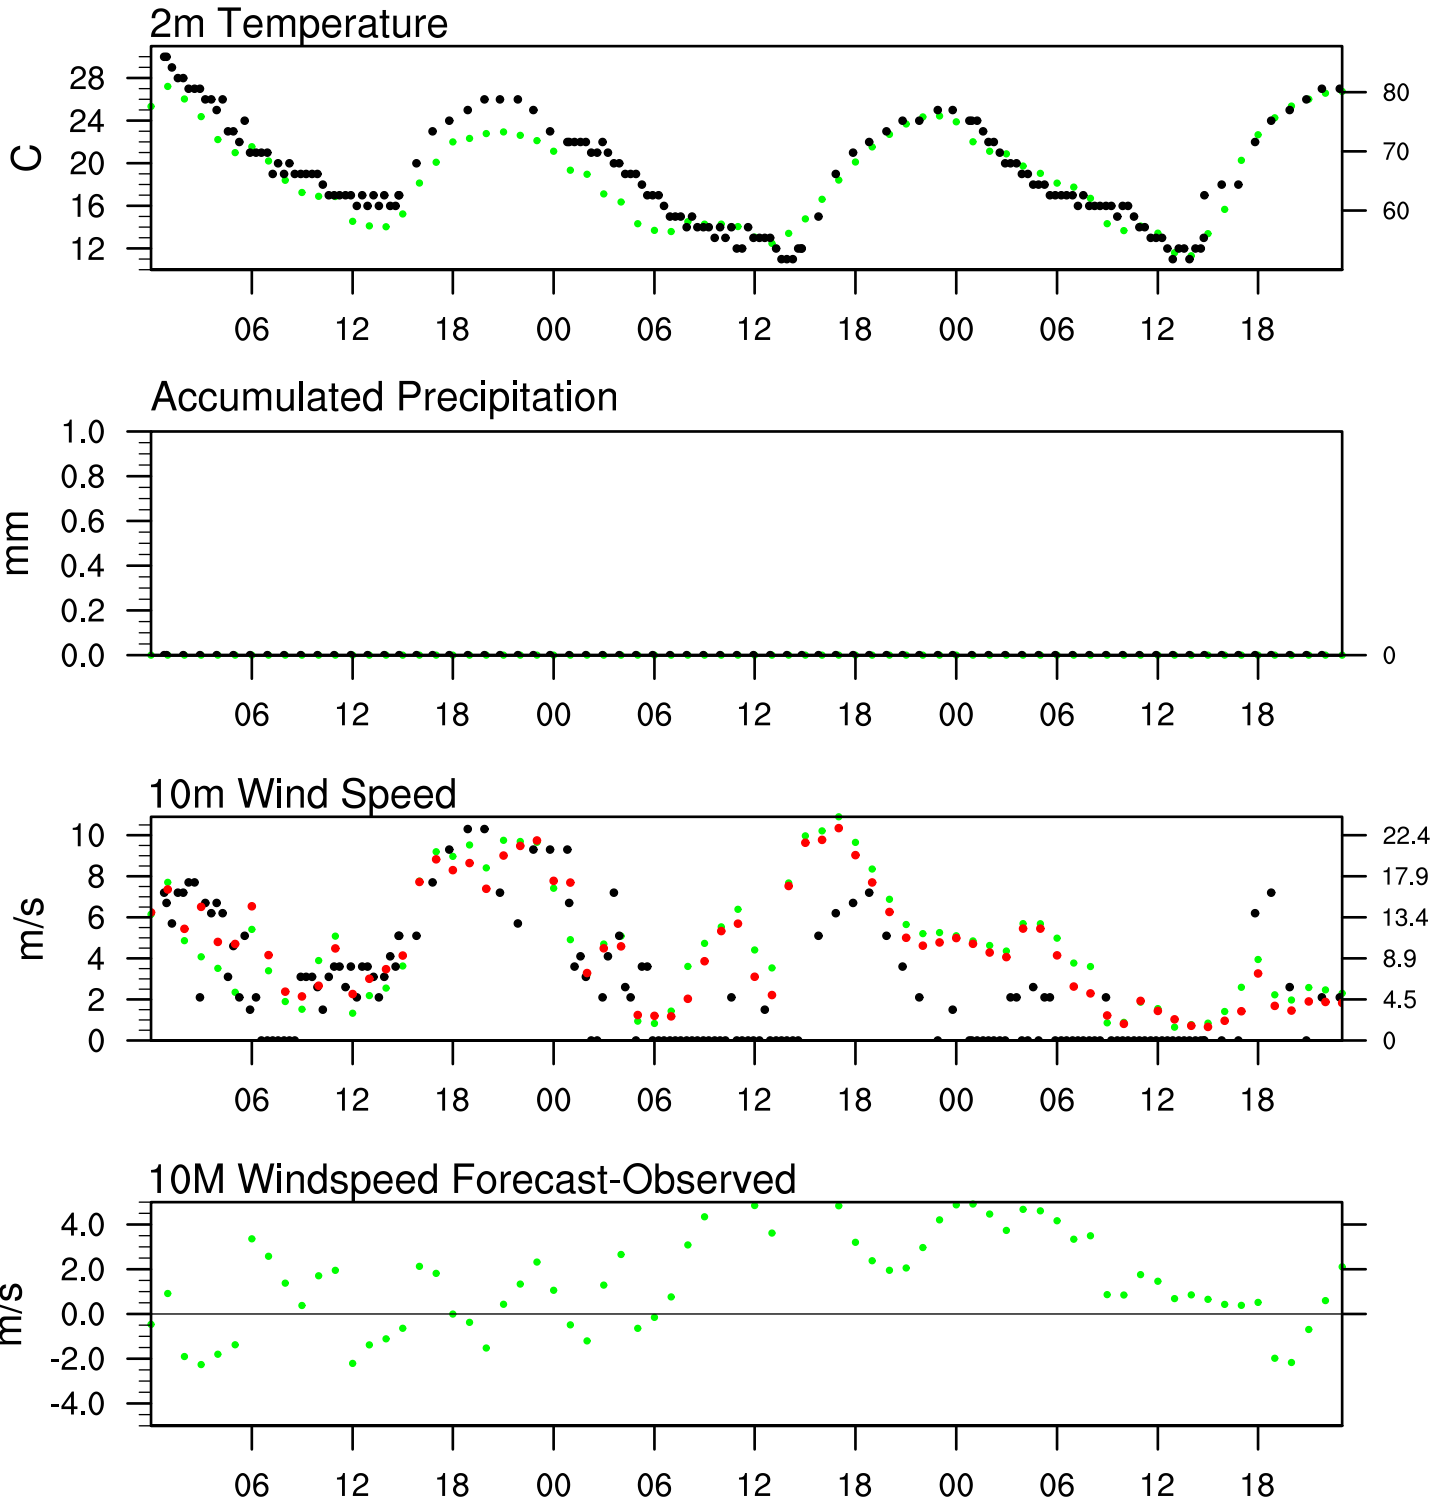 2m Temperature
28
24
20
16
12
C
80
70
60
06 12 18 00 06 12 18 00 06 12 18
Accumulated Precipitation
1.0
0.8
0.6
0.4
0.2
0.0
mm
0
06 12 18 00 06 12 18 00 06 12 18
10m Wind Speed
10
8
6
4
2
0
m/s
22.4
17.9
13.4
8.9
4.5
0
06 12 18 00 06 12 18 00 06 12 18
10M Windspeed Forecast-Observed
4.0
2.0
0.0
-2.0
-4.0
m/s
06 12 18 00 06 12 18 00 06 12 18